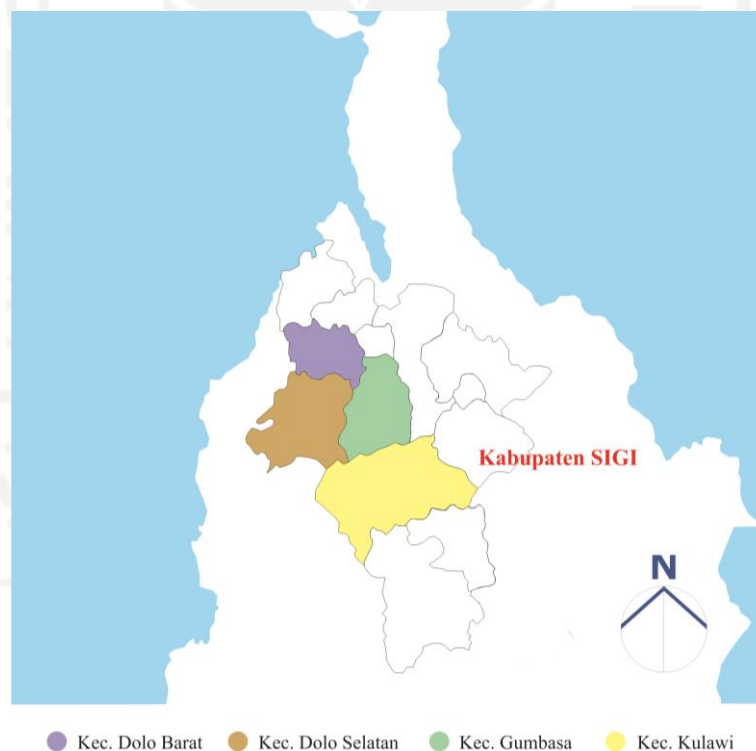 Kabupaten SIGI
N
Kec. Dolo Barat Kec. Dolo Selatan Kec. Gumbasa Kec. Kulawi